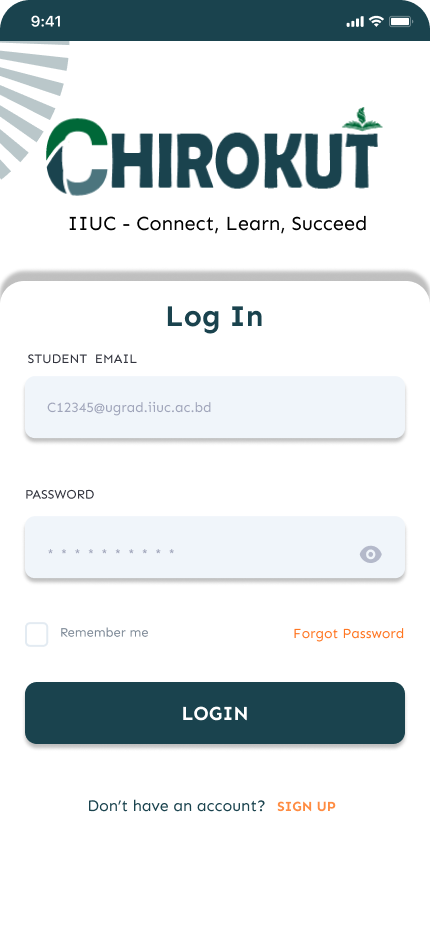 9:41
CHIROKUT
IIUC - Connect, Learn, Succeed
Log In
STUDENT EMAIL
C12345@ugrad.iiuc.ac.bd
PASSWORD
* * * * * * * * * *
Remember me
Forgot Password
LOGIN
Don’t have an account? SIGN UP